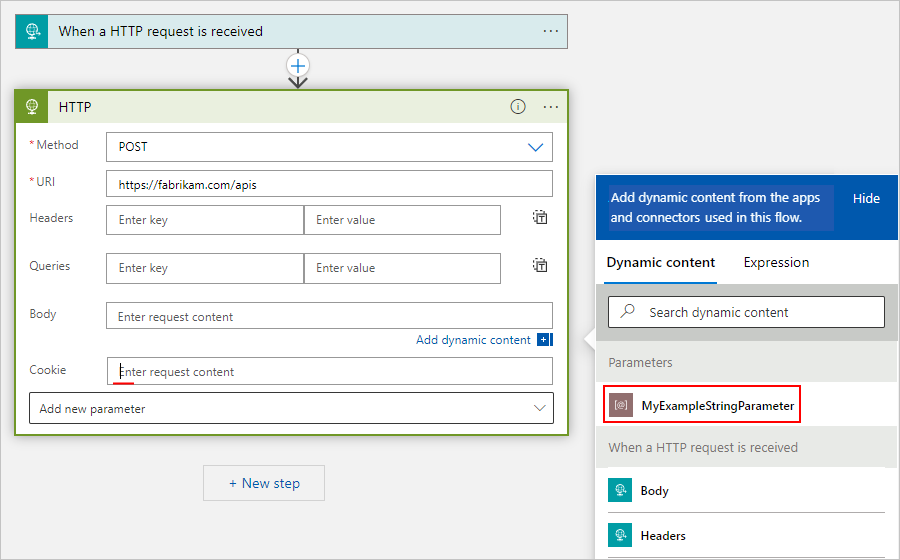 When a HTTP request is received
HTTP
* Method
POST
* URI
https://fabrikam.com/apis
Headers
Enter key
Enter value
Queries
Enter key
Enter value
Body
Enter request content
Add dynamic content
Cookie
Enter request content
Add new parameter
+ New step
Add dynamic content from the apps
and connectors used in this flow.
Hide
Dynamic content
Expression
Search dynamic content
Parameters
[@]
MyExampleStringParameter
When a HTTP request is received
Body
Headers